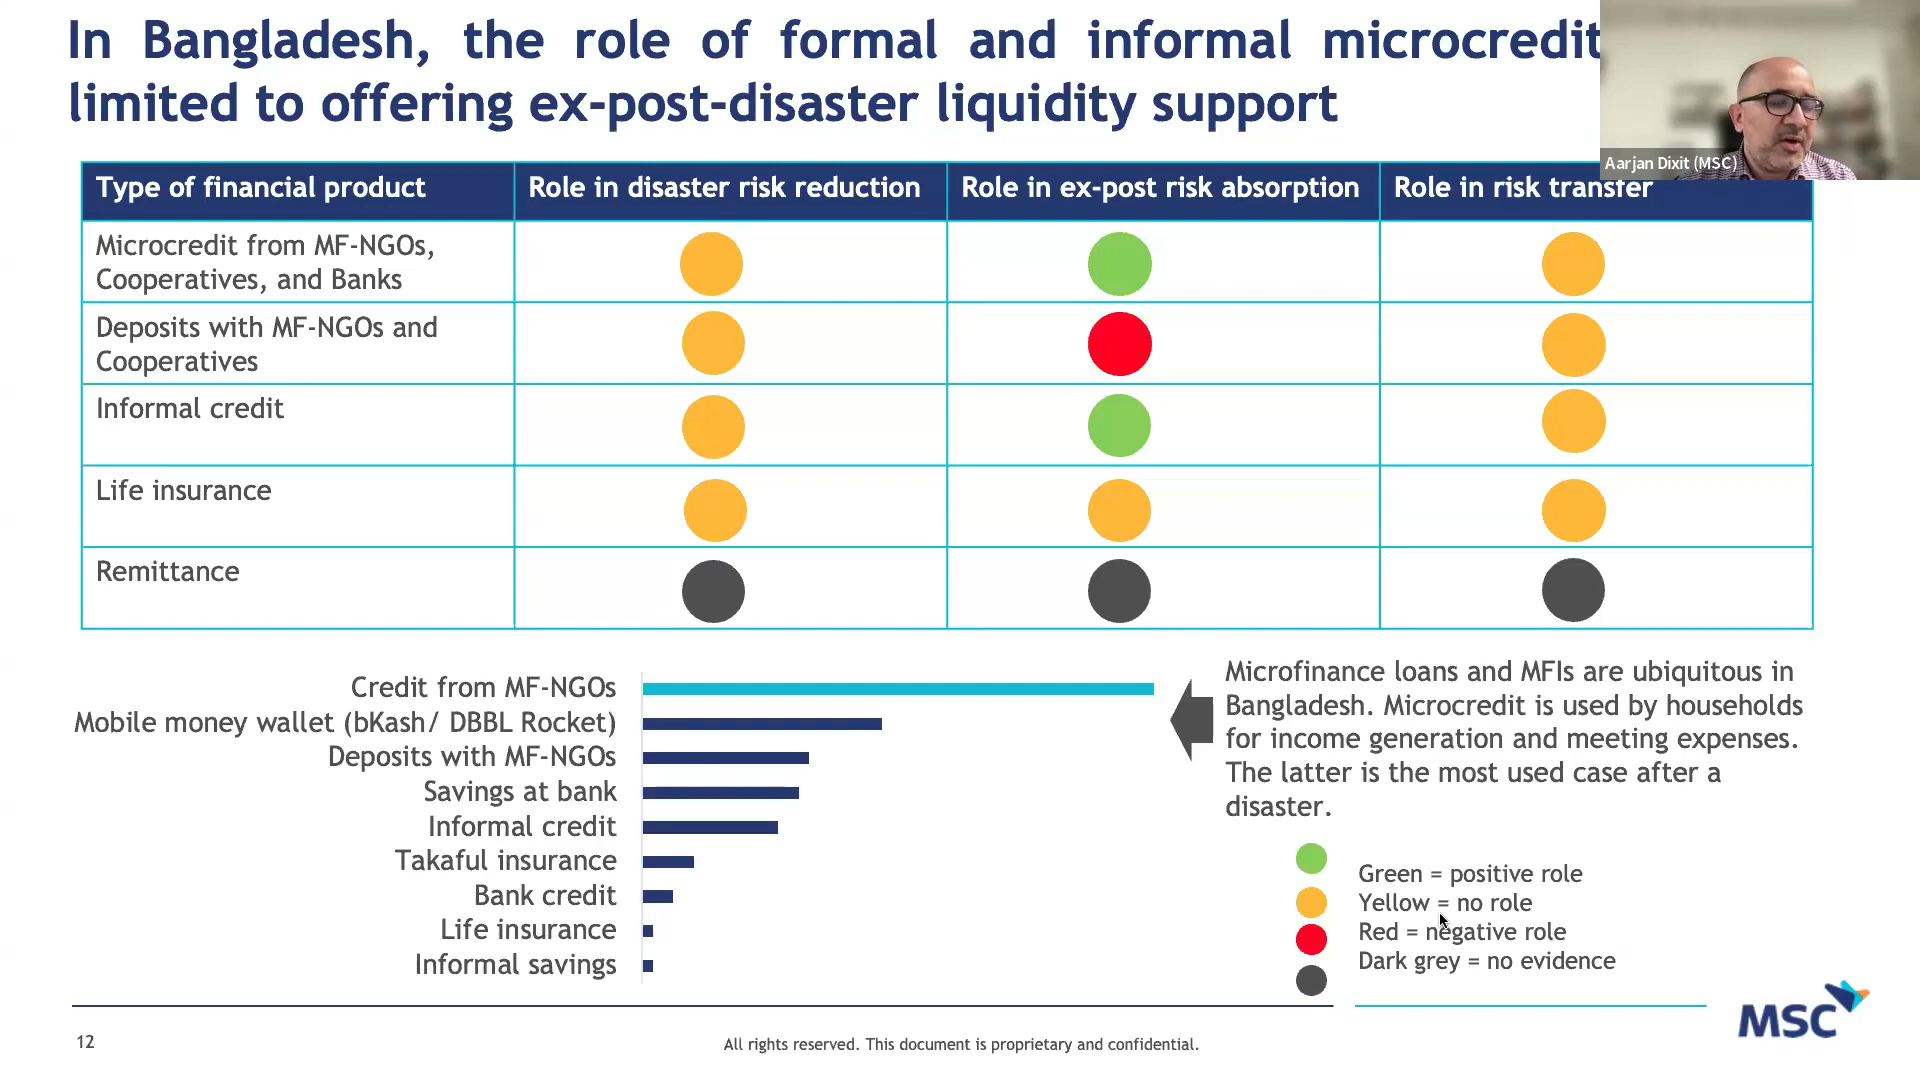 In Bangladesh, the role of formal and informal microcredit
limited to offering ex-post-disaster liquidity support
Aarjan Dixit (MSC)
Type of financial product
Role in disaster risk reduction
Role in ex-post risk absorption
Role in risk transfer
Microcredit from MF-NGOs,
Cooperatives, and Banks
Deposits with MF-NGOs and
Cooperatives
Informal credit
Life insurance
Remittance
Credit from MF-NGOs
Mobile money wallet (bKash/ DBBL Rocket)
Deposits with MF-NGOs
Savings at bank
Informal credit
Takaful insurance
Bank credit
Life insurance
Informal savings
Microfinance loans and MFIs are ubiquitous in
Bangladesh. Microcredit is used by households
for income generation and meeting expenses.
The latter is the most used case after a
disaster.
Green = positive role
Yellow = no role
Red = negative role
Dark grey = no evidence
12
All rights reserved. This document is proprietary and confidential.
MSC